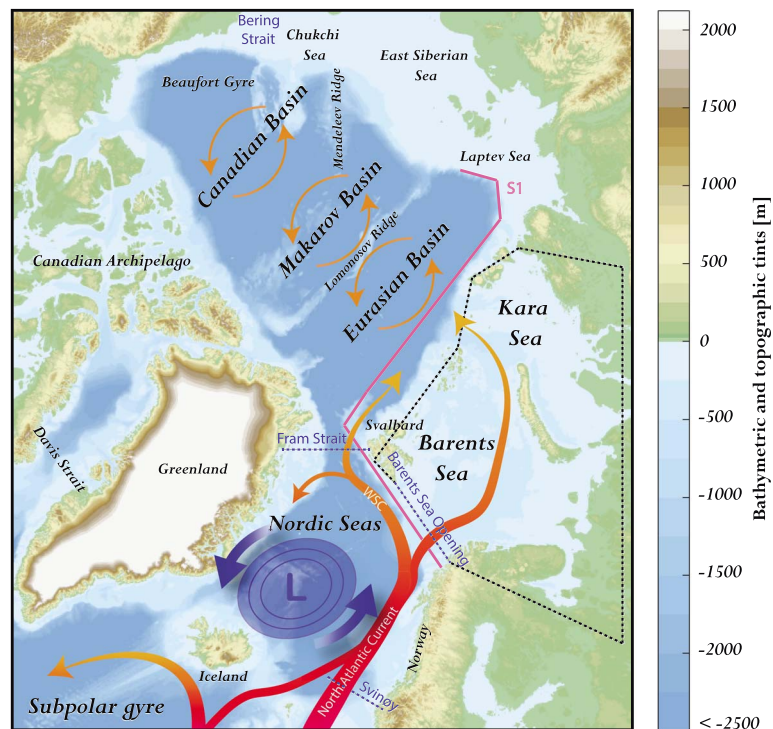 Bering
Strait
Chukchi
Sea
East Siberian
Sea
Beaufort Gyre
Mendeleev Ridge
Canadian Basin
Laptev Sea
S1
Makarov Basin
Lomonosov Ridge
Canadian Archipelago
Eurasian Basin
Kara
Sea
Svalbard
Fram Strait
Barents
Sea
Davis Strait
Greenland
Barents Sea Opening
WSC
Nordic Seas
L
North Atlantic Current
Norway
Iceland
Svinøy
Subpolar gyre
2000
1500
1000
500
0
-500
-1000
-1500
-2000
< -2500
Bathymetric and topographic tints [m]